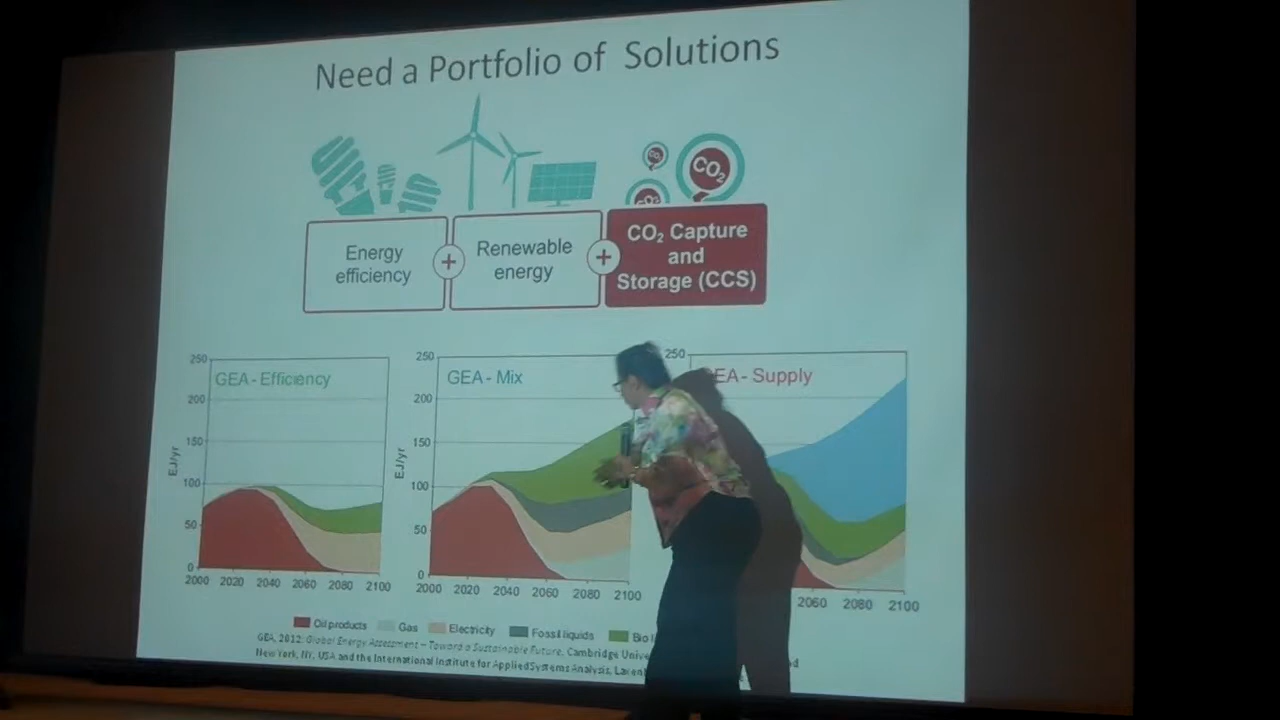 Need a Portfolio of Solutions
CO2
CO2
CO2
Energy
efficiency
+
Renewable
energy
+
CO₂ Capture
and
Storage (CCS)
GEA - Efficiency
EJ/yr
250
200
150
100
50
0
2000 2020 2040 2060 2080 2100
GEA - Mix
EJ/yr
250
200
150
100
50
0
2000 2020 2040 2060 2080 2100
EA - Supply
250
2060 2080 2100
Oil products Gas Electricity Fossil liquids Bio
GEA, 2012: Global Energy Assessment – Toward a Sustainable Future, Cambridge
New York, NY, USA and the International Institute for Applied Systems Analysis,